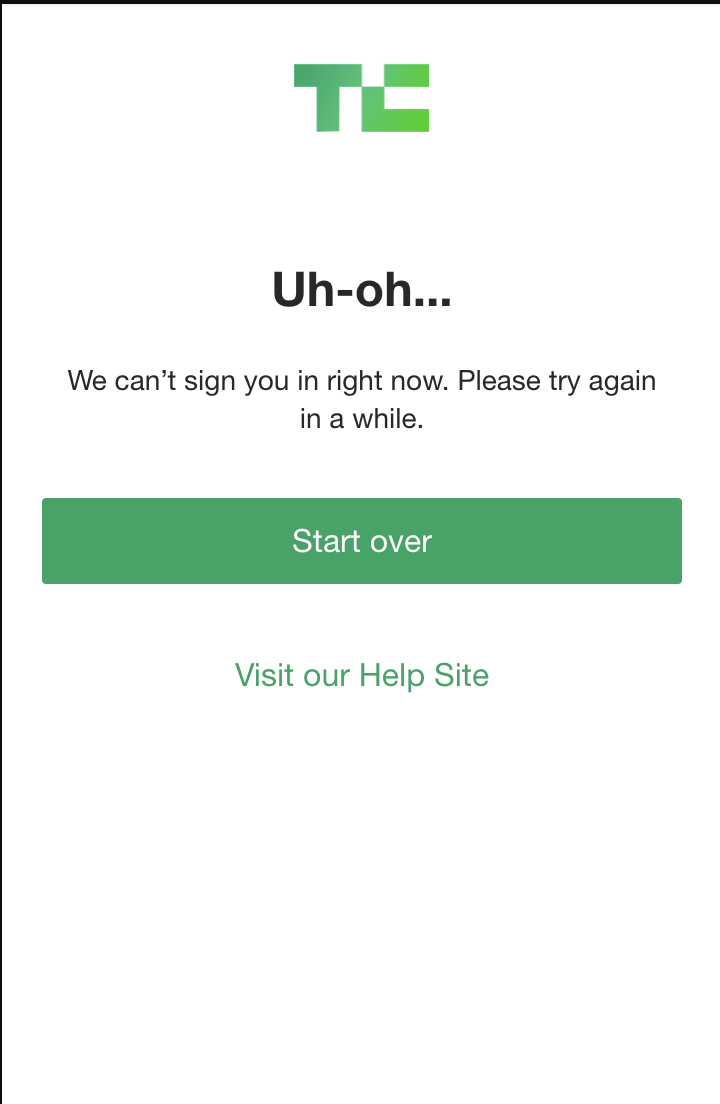 TC
Uh-oh...
We can’t sign you in right now. Please try again
in a while.
Start over
Visit our Help Site